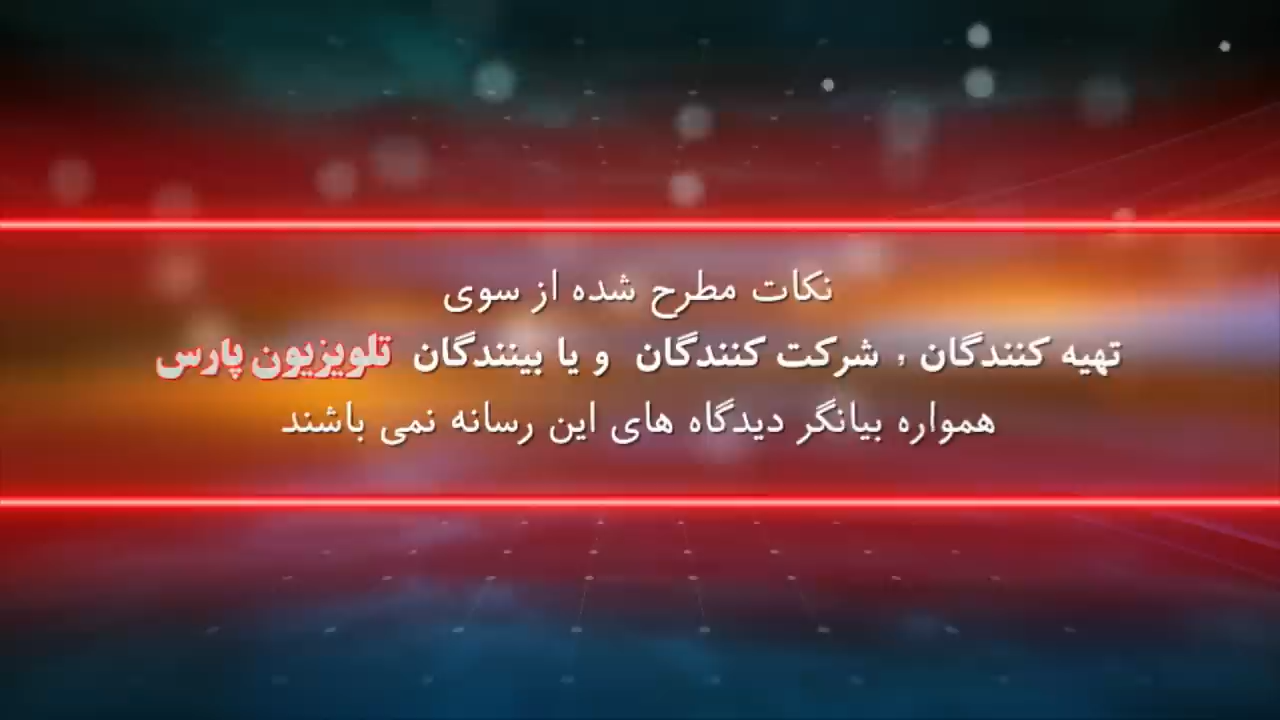 نکات مطرح شده از سوی
تهیه کنندگان , شرکت کنندگان و یا بینندگان تلویزیون پارس
همواره بیانگر دیدگاه های این رسانه نمی باشند